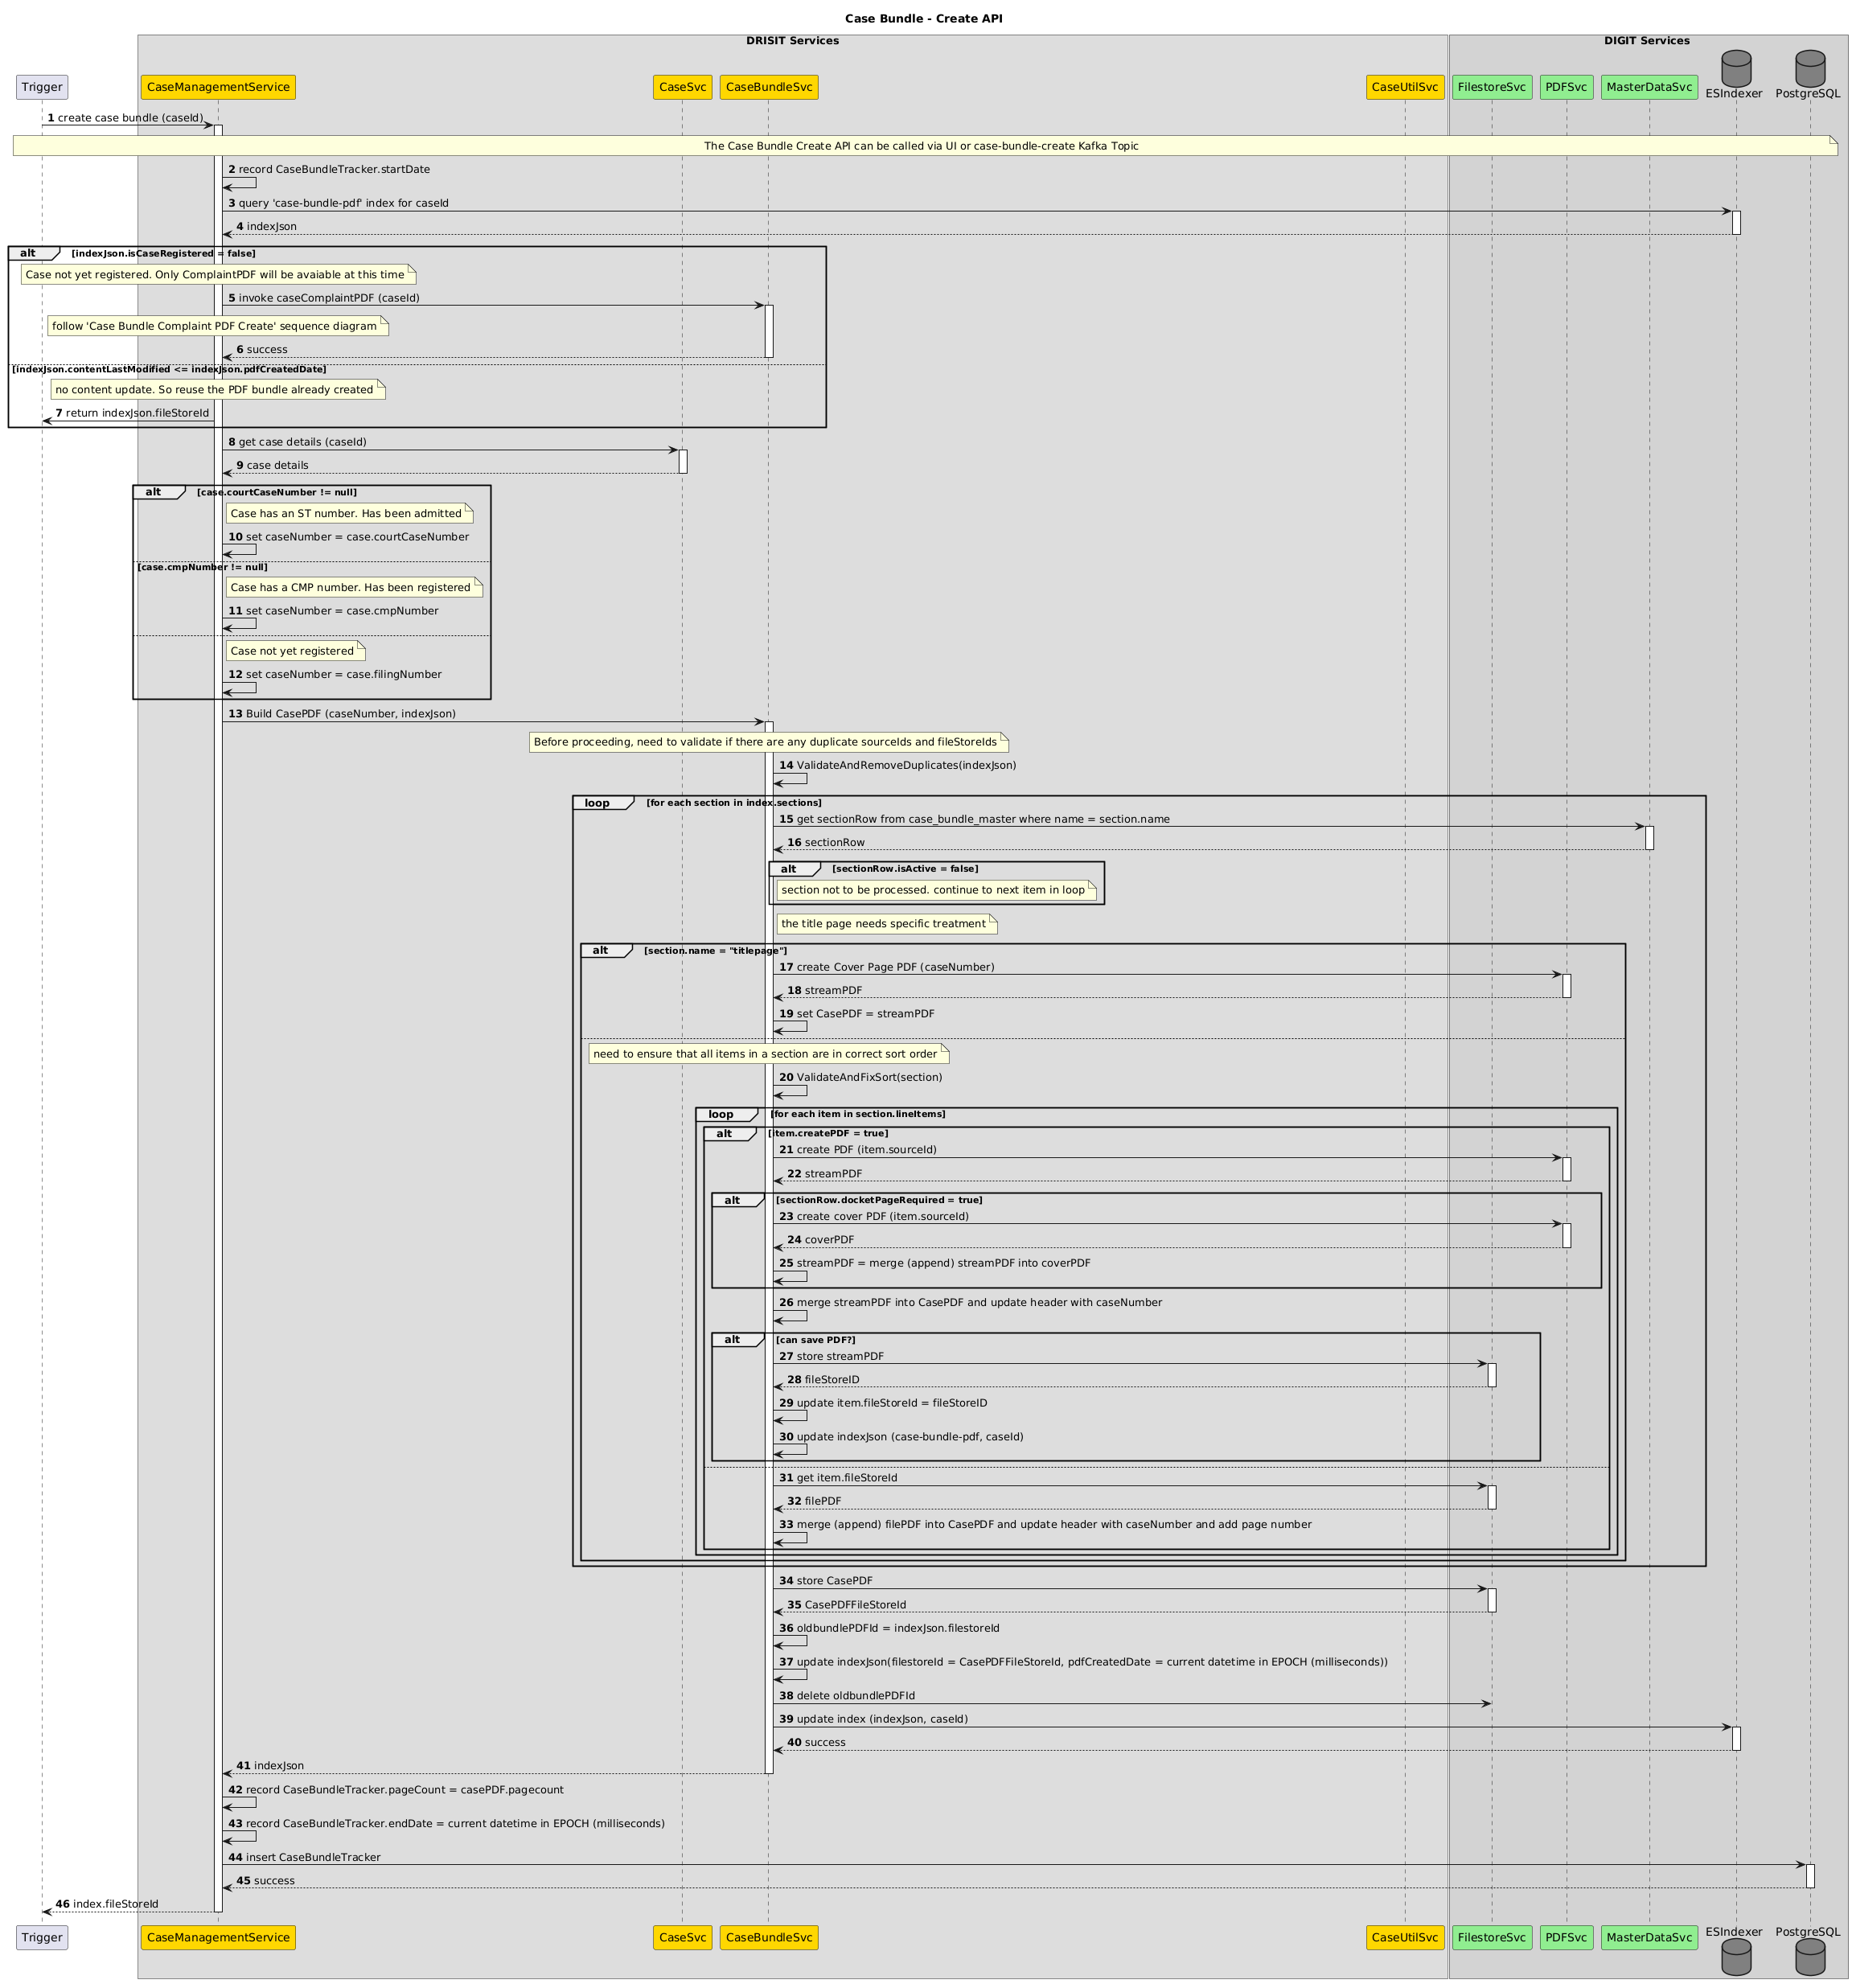 Case Bundle - Create API
DRISIT Services
DIGIT Services
Trigger
CaseManagementService
CaseSvc
CaseBundleSvc
CaseUtilSvc
FilestoreSvc
PDFSvc
MasterDataSvc
ESIndexer
PostgreSQL
1 create case bundle (caseId)
The Case Bundle Create API can be called via UI or case-bundle-create Kafka Topic
2 record CaseBundleTracker.startDate
3 query 'case-bundle-pdf' index for caseId
4 indexJson
alt [indexJson.isCaseRegistered = false]
Case not yet registered. Only ComplaintPDF will be avaiable at this time
5 invoke caseComplaintPDF (caseId)
follow 'Case Bundle Complaint PDF Create' sequence diagram
6 success
[indexJson.contentLastModified <= indexJson.pdfCreatedDate]
no content update. So reuse the PDF bundle already created
7 return indexJson.fileStoreId
8 get case details (caseId)
9 case details
alt [case.courtCaseNumber != null]
Case has an ST number. Has been admitted
10 set caseNumber = case.courtCaseNumber
[case.cmpNumber != null]
Case has a CMP number. Has been registered
11 set caseNumber = case.cmpNumber
Case not yet registered
12 set caseNumber = case.filingNumber
13 Build CasePDF (caseNumber, indexJson)
Before proceeding, need to validate if there are any duplicate sourceIds and fileStoreIds
14 ValidateAndRemoveDuplicates(indexJson)
loop [for each section in index.sections]
15 get sectionRow from case_bundle_master where name = section.name
16 sectionRow
alt [sectionRow.isActive = false]
section not to be processed. continue to next item in loop
the title page needs specific treatment
alt [section.name = "titlepage"]
17 create Cover Page PDF (caseNumber)
18 streamPDF
19 set CasePDF = streamPDF
need to ensure that all items in a section are in correct sort order
20 ValidateAndFixSort(section)
loop [for each item in section.lineItems]
alt [item.createPDF = true]
21 create PDF (item.sourceId)
22 streamPDF
alt [sectionRow.docketPageRequired = true]
23 create cover PDF (item.sourceId)
24 coverPDF
25 streamPDF = merge (append) streamPDF into coverPDF
26 merge streamPDF into CasePDF and update header with caseNumber
alt [can save PDF?]
27 store streamPDF
28 fileStoreID
29 update item.fileStoreId = fileStoreID
30 update indexJson (case-bundle-pdf, caseId)
31 get item.fileStoreId
32 filePDF
33 merge (append) filePDF into CasePDF and update header with caseNumber and add page number
34 store CasePDF
35 CasePDFFileStoreId
36 oldbundlePDFId = indexJson.filestoreId
37 update indexJson(filestoreId = CasePDFFileStoreId, pdfCreatedDate = current datetime in EPOCH (milliseconds))
38 delete oldbundlePDFId
39 update index (indexJson, caseId)
40 success
41 indexJson
42 record CaseBundleTracker.pageCount = casePDF.pagecount
43 record CaseBundleTracker.endDate = current datetime in EPOCH (milliseconds)
44 insert CaseBundleTracker
45 success
46 index.fileStoreId
Trigger
CaseManagementService
CaseSvc
CaseBundleSvc
CaseUtilSvc
FilestoreSvc
PDFSvc
MasterDataSvc
ESIndexer
PostgreSQL